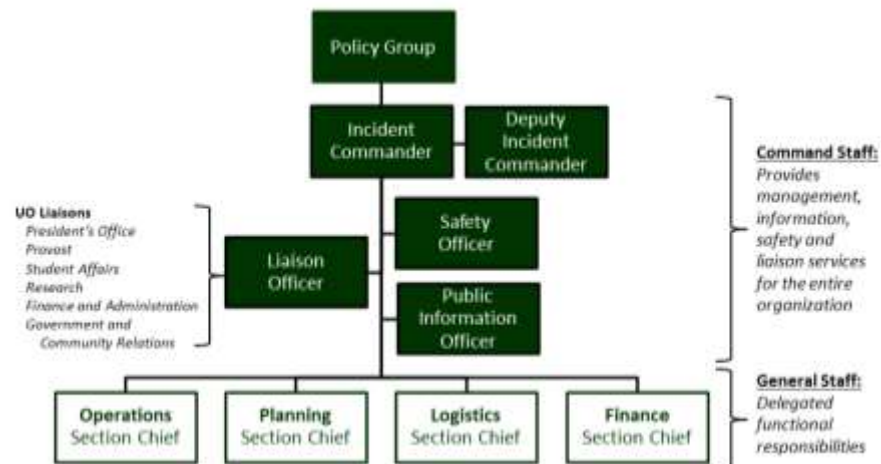 Policy Group
Incident
Commander
Deputy
Incident
Commander
Command Staff:
Provides
management,
information,
safety and
liaison services
for the entire
organization
UO Liaisons
President's Office
Provost
Student Affairs
Research
Finance and Administration
Government and
Community Relations
Liaison
Officer
Safety
Officer
Public
Information
Officer
Operations
Section Chief
Planning
Section Chief
Logistics
Section Chief
Finance
Section Chief
General Staff:
Delegated
functional
responsibilities